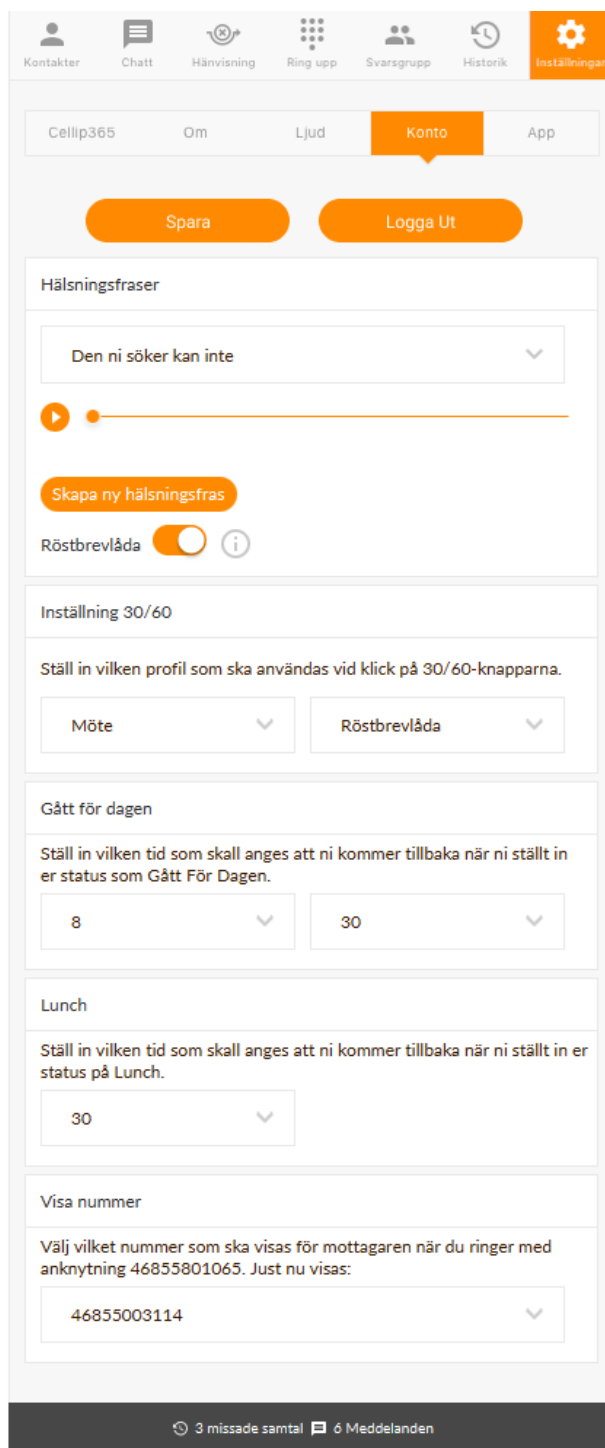 Kontakter Chatt Hänvisning Ring upp Svarsgrupp Historik Inställningar
Cellip365 Om Ljud Konto App
Spara Logga Ut
Hälsningsfraser
Den ni söker kan inte
Skapa ny hälsningsfras
Röstbrevlåda
Inställning 30/60
Ställ in vilken profil som ska användas vid klick på 30/60-knapparna.
Möte Röstbrevlåda
Gått för dagen
Ställ in vilken tid som skall anges att ni kommer tillbaka när ni ställt in
er status som Gått För Dagen.
8 30
Lunch
Ställ in vilken tid som skall anges att ni kommer tillbaka när ni ställt in er
status på Lunch.
30
Visa nummer
Välj vilket nummer som ska visas för mottagaren när du ringer med
anknytning 46855801065. Just nu visas:
46855003114
3 missade samtal 6 Meddelanden